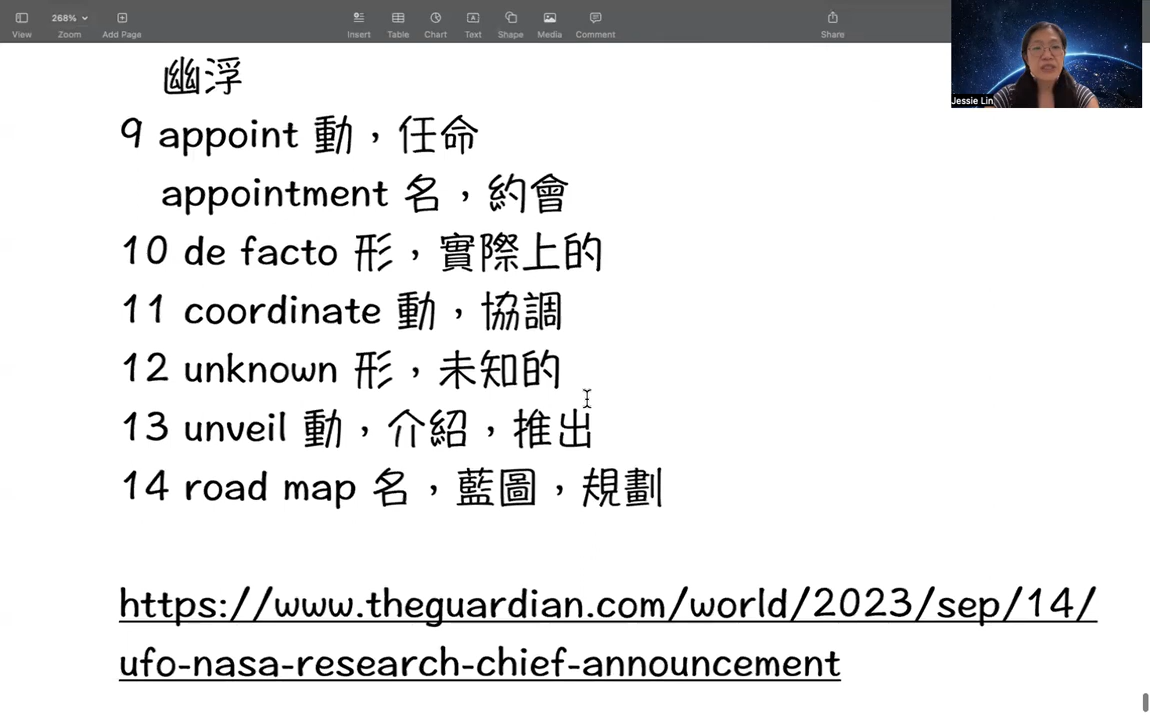 268%
View
Zoom
Add Page
Insert
Table
Chart
Text
Shape
Media
Comment
Share
Jessie Lin
幽浮
9 appoint 動，任命
appointment 名，約會
10 de facto 形，實際上的
11 coordinate 動，協調
12 unknown 形，未知的
13 unveil 動，介紹，推出
14 road map 名，藍圖，規劃
https://www.theguardian.com/world/2023/sep/14/
ufo-nasa-research-chief-announcement